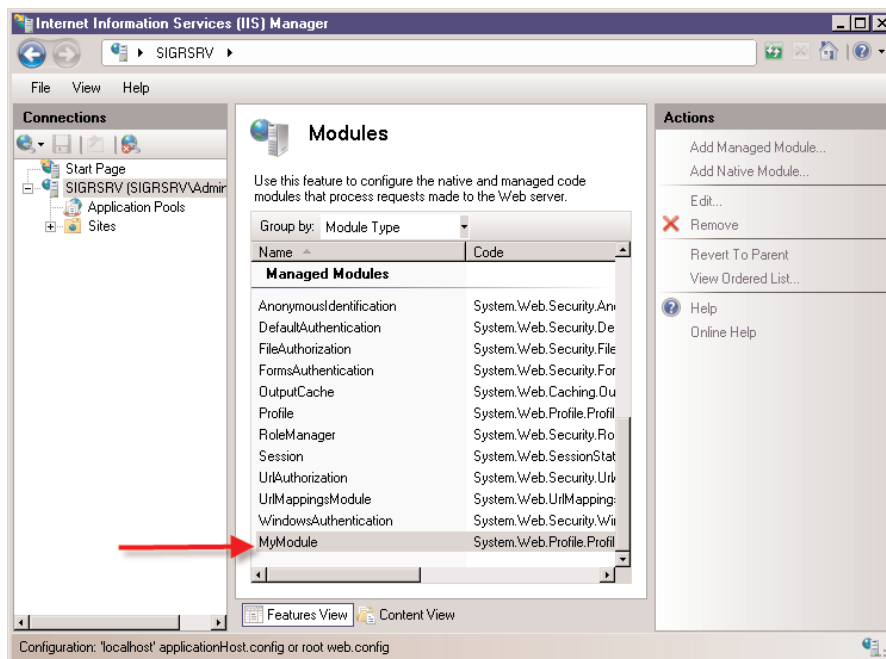 Internet Information Services (IIS) Manager
SIGRSRV
File View Help
Connections
Start Page
SIGRSRV (SIGRSRV\Admir
Application Pools
Sites
Modules
Use this feature to configure the native and managed code
modules that process requests made to the Web server.
Group by: Module Type
Name Code
Managed Modules
AnonymousIdentification System.Web.Security.An
DefaultAuthentication System.Web.Security.De
FileAuthorization System.Web.Security.File
FormsAuthentication System.Web.Security.For
OutputCache System.Web.Caching.Ou
Profile System.Web.Profile.Profil
RoleManager System.Web.Security.Ro
Session System.Web.SessionStat
UrlAuthorization System.Web.Security.Url
UrlMappingsModule System.Web.UrlMapping
WindowsAuthentication System.Web.Security.Wi
MyModule System.Web.Profile.Profil
Features View Content View
Actions
Add Managed Module...
Add Native Module...
Edit...
Remove
Revert To Parent
View Ordered List...
Help
Online Help
Configuration: 'localhost' applicationHost.config or root web.config